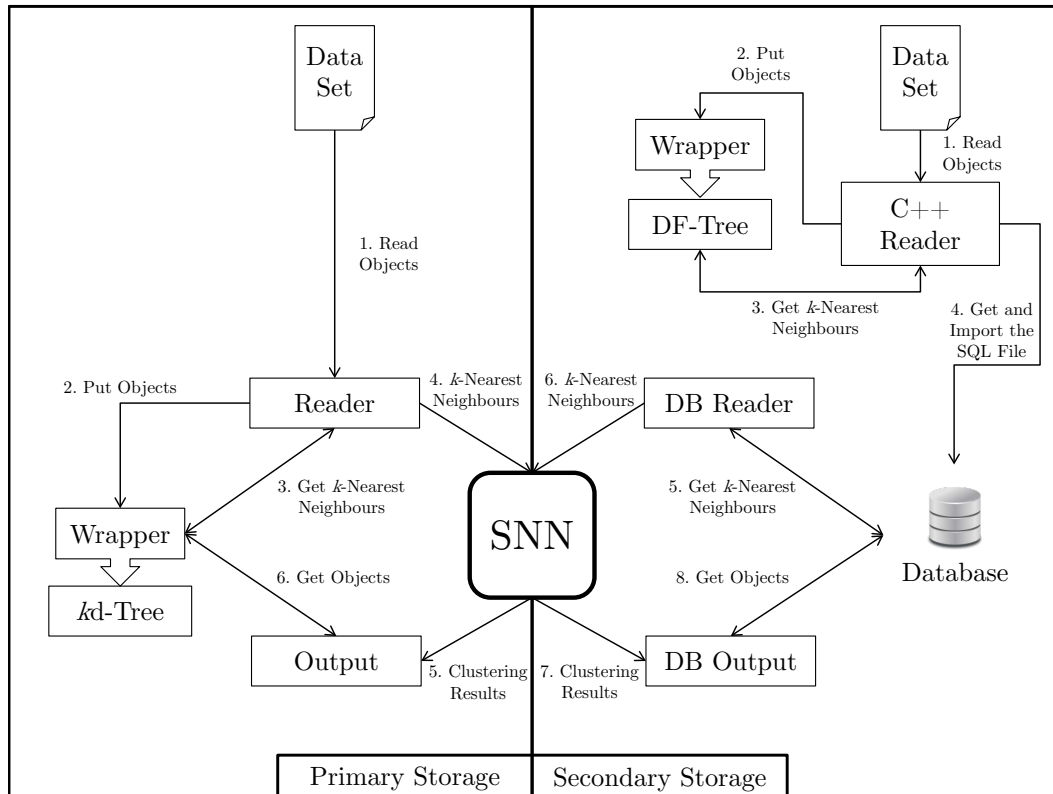 Data
Set
1. Read
Objects
2. Put Objects
Reader
4. k-Nearest
Neighbours
3. Get k-Nearest
Neighbours
Wrapper
kd-Tree
6. Get Objects
Output
5. Clustering
Results
Primary Storage
SNN
Data
Set
2. Put
Objects
1. Read
Objects
Wrapper
DF-Tree
C++
Reader
3. Get k-Nearest
Neighbours
4. Get and
Import the
SQL File
6. k-Nearest
Neighbours
DB Reader
5. Get k-Nearest
Neighbours
Database
8. Get Objects
DB Output
7. Clustering
Results
Secondary Storage